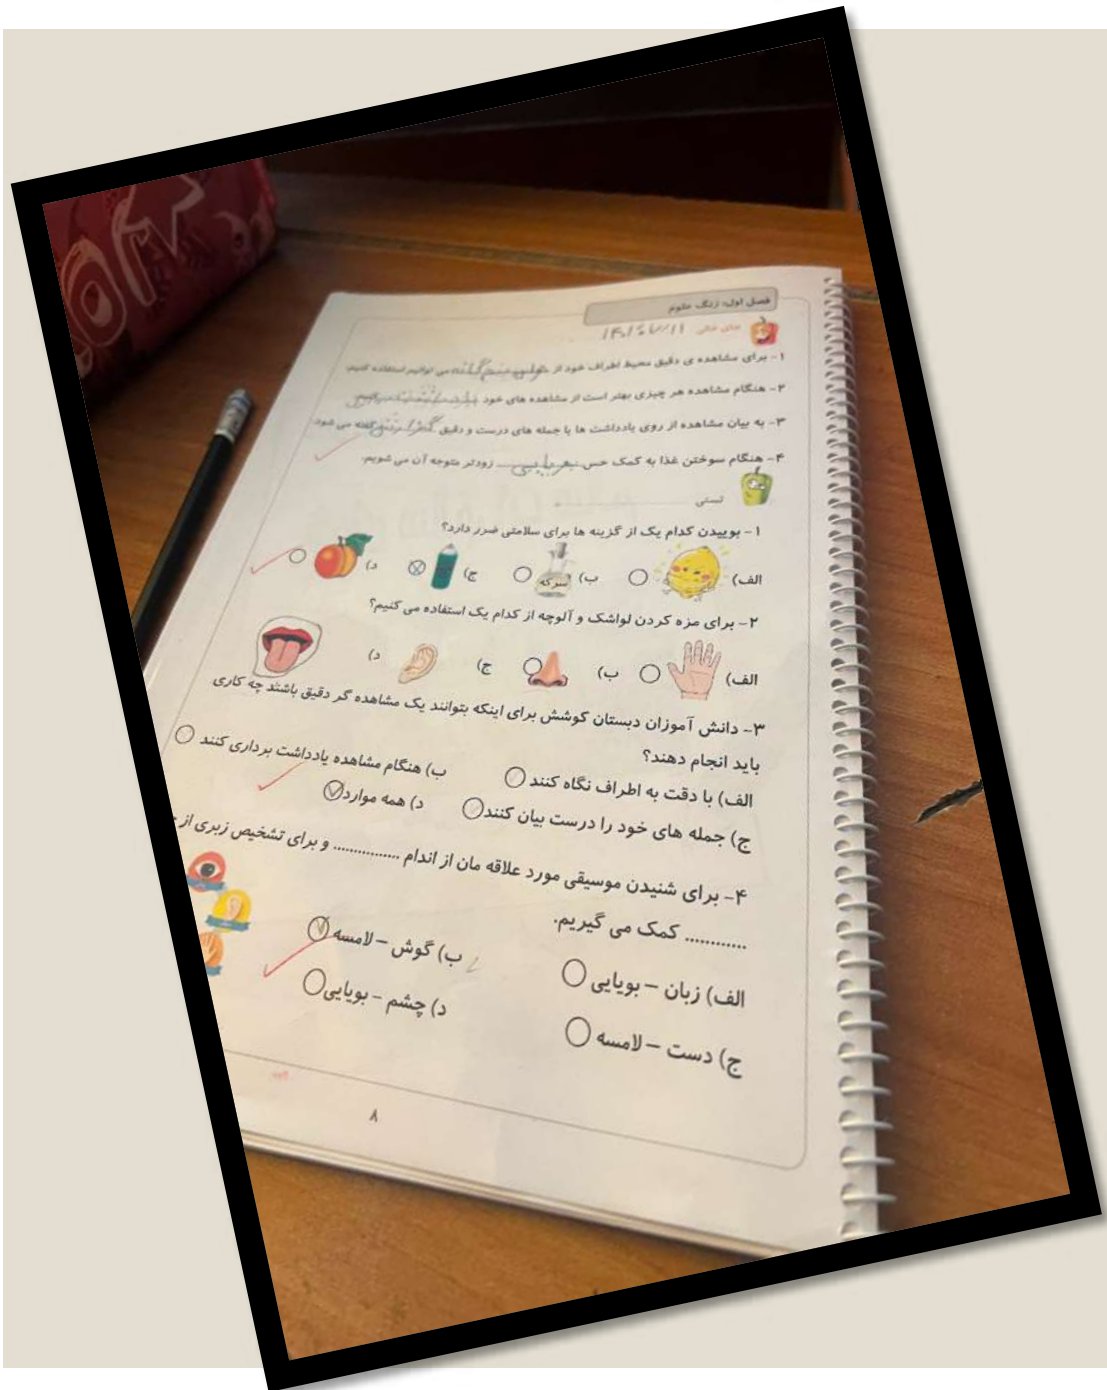 فصل اول: زنگ علوم
جای خالی
۱- برای مشاهده ی دقیق محیط اطراف خود از می توانیم استفاده کنیم.
۲- هنگام مشاهده هر چیزی بهتر است از مشاهده های خود
۳- به بیان مشاهده از روی یادداشت ها با جمله های درست و دقیق گفته می شود.
۴- هنگام سوختن غذا به کمک حس زودتر متوجه آن می شویم.
تستی
۱- بوییدن کدام یک از گزینه ها برای سلامتی ضرر دارد؟
الف) ب) سرکه ج) د)
۲- برای مزه کردن لواشک و آلوچه از کدام یک استفاده می کنیم؟
الف) ب) ج) د)
۳- دانش آموزان دبستان کوشش برای اینکه بتوانند یک مشاهده گر دقیق باشند چه کاری
باید انجام دهند؟
الف) با دقت به اطراف نگاه کنند ب) هنگام مشاهده یادداشت برداری کنند
ج) جمله های خود را درست بیان کنند د) همه موارد
۴- برای شنیدن موسیقی مورد علاقه مان از اندام ................ و برای تشخیص زبری از
............ کمک می گیریم.
الف) زبان – بویایی ب) گوش – لامسه
ج) دست – لامسه د) چشم - بویایی
۸